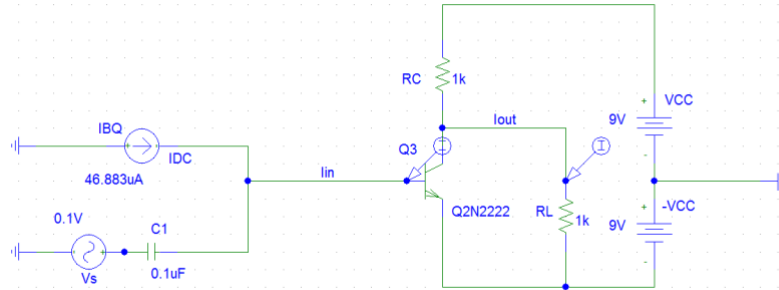 RC
1k
VCC
9V
IBQ
IDC
46.883uA
Iout
Q3
Iin
Q2N2222
RL
1k
-VCC
9V
0.1V
C1
0.1uF
Vs
I